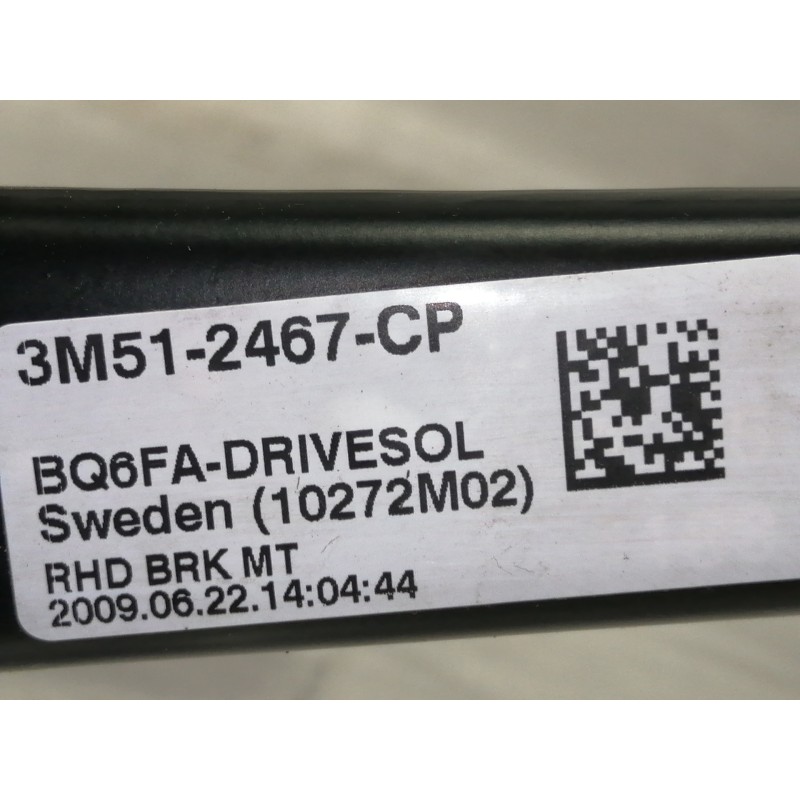 3M51-2467-CP
BQ6FA-DRIVESOL
Sweden (10272M02)
RHD BRK MT
2009.06.22.14:04:44